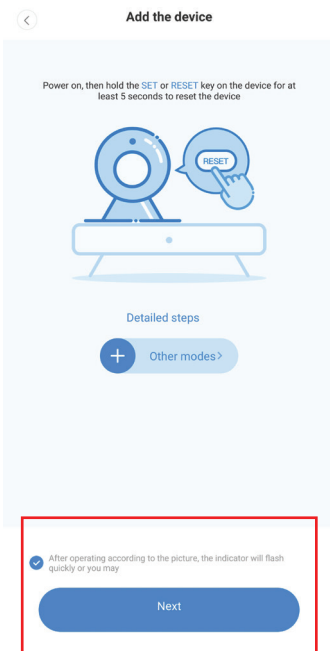 Add the device
Power on, then hold the SET or RESET key on the device for at
least 5 seconds to reset the device
RESET
Detailed steps
+
Other modes>
After operating according to the picture, the indicator will flash
quickly or you may
Next